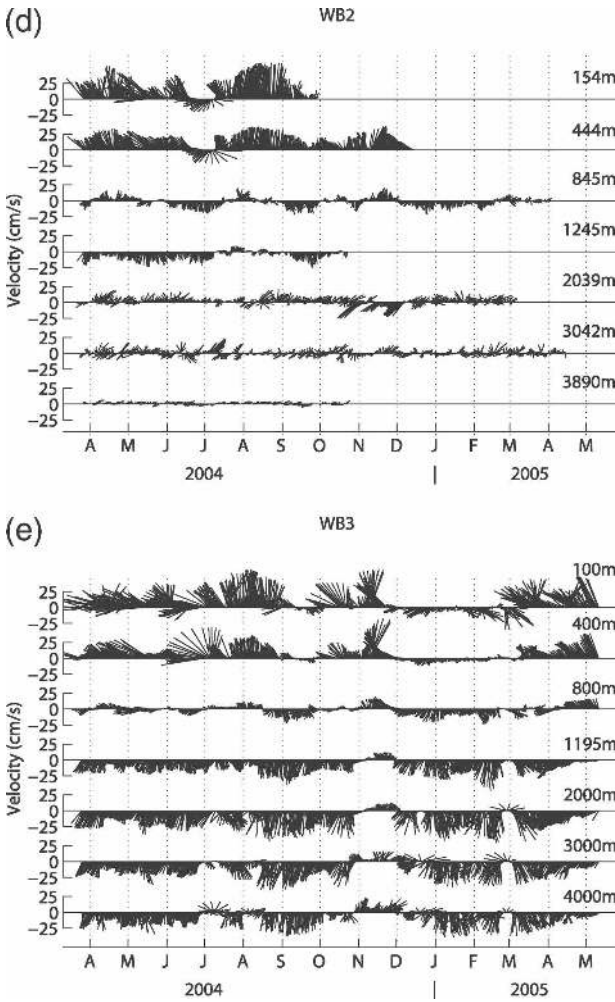 (d)
WB2
154m
25
0
−25
444m
25
0
−25
845m
25
0
−25
1245m
25
0
−25
2039m
25
0
−25
3042m
25
0
−25
3890m
25
0
−25
Velocity (cm/s)
A M J J A S O N D J F M A M
2004 | 2005
(e)
WB3
100m
25
0
−25
400m
25
0
−25
800m
25
0
−25
1195m
25
0
−25
2000m
25
0
−25
3000m
25
0
−25
4000m
25
0
−25
Velocity (cm/s)
A M J J A S O N D J F M A M
2004 | 2005